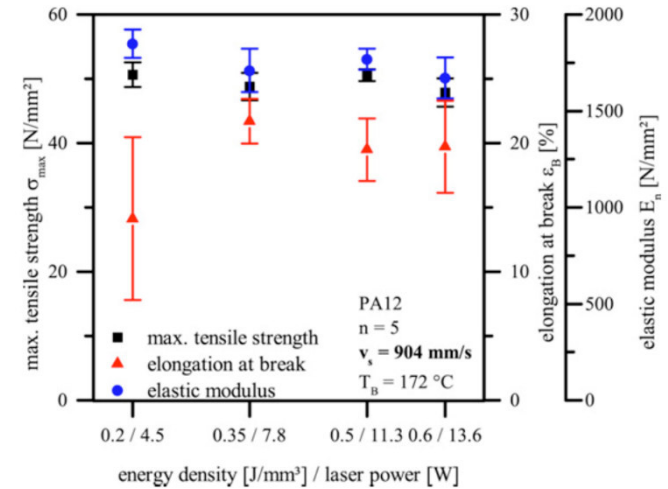 max. tensile strength σmax [N/mm²]
60
40
20
0
30
20
10
0
elongation at break εB [%]
2000
1500
1000
500
0
elastic modulus En [N/mm²]
max. tensile strength
elongation at break
elastic modulus
PA12
n = 5
vs = 904 mm/s
TB = 172 °C
0.2 / 4.5 0.35 / 7.8 0.5 / 11.3 0.6 / 13.6
energy density [J/mm³] / laser power [W]